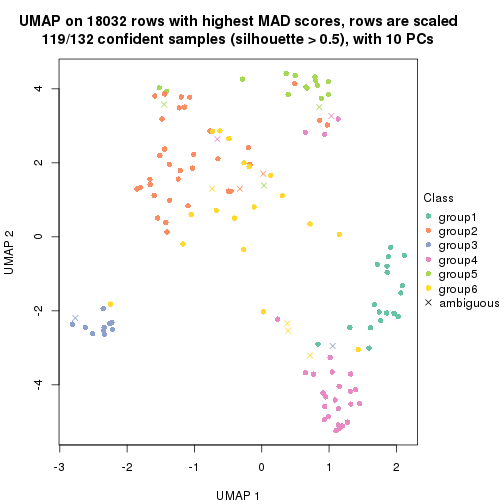 UMAP on 18032 rows with highest MAD scores, rows are scaled
119/132 confident samples (silhouette > 0.5), with 10 PCs
4
2
0
-2
-4
UMAP 2
-3
-2
-1
0
1
2
UMAP 1
Class
group1
group2
group3
group4
group5
group6
ambiguous